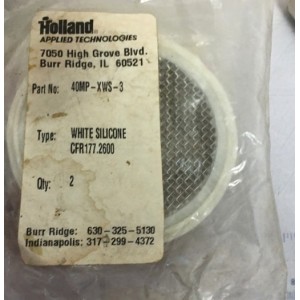 Holland
APPLIED TECHNOLOGIES
7050 High Grove Blvd.
Burr Ridge, IL 60521
Part No: 40MP-XWS-3
Type: WHITE SILICONE
CFR177.2600
Qty: 2
Burr Ridge: 630-325-5130
Indianapolis: 317-299-4372